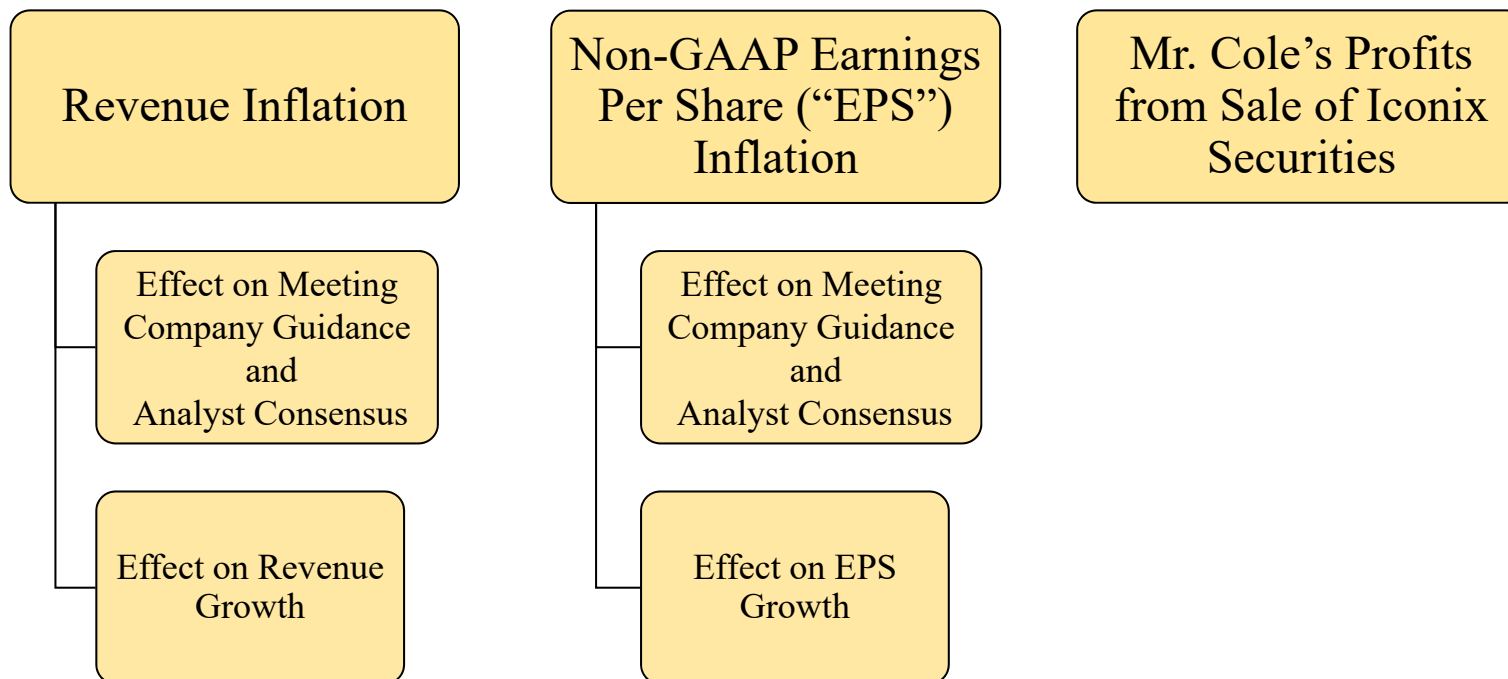 Revenue Inflation
Effect on Meeting
Company Guidance
and
Analyst Consensus
Effect on Revenue
Growth
Non-GAAP Earnings
Per Share (“EPS”)
Inflation
Effect on Meeting
Company Guidance
and
Analyst Consensus
Effect on EPS
Growth
Mr. Cole’s Profits
from Sale of Iconix
Securities